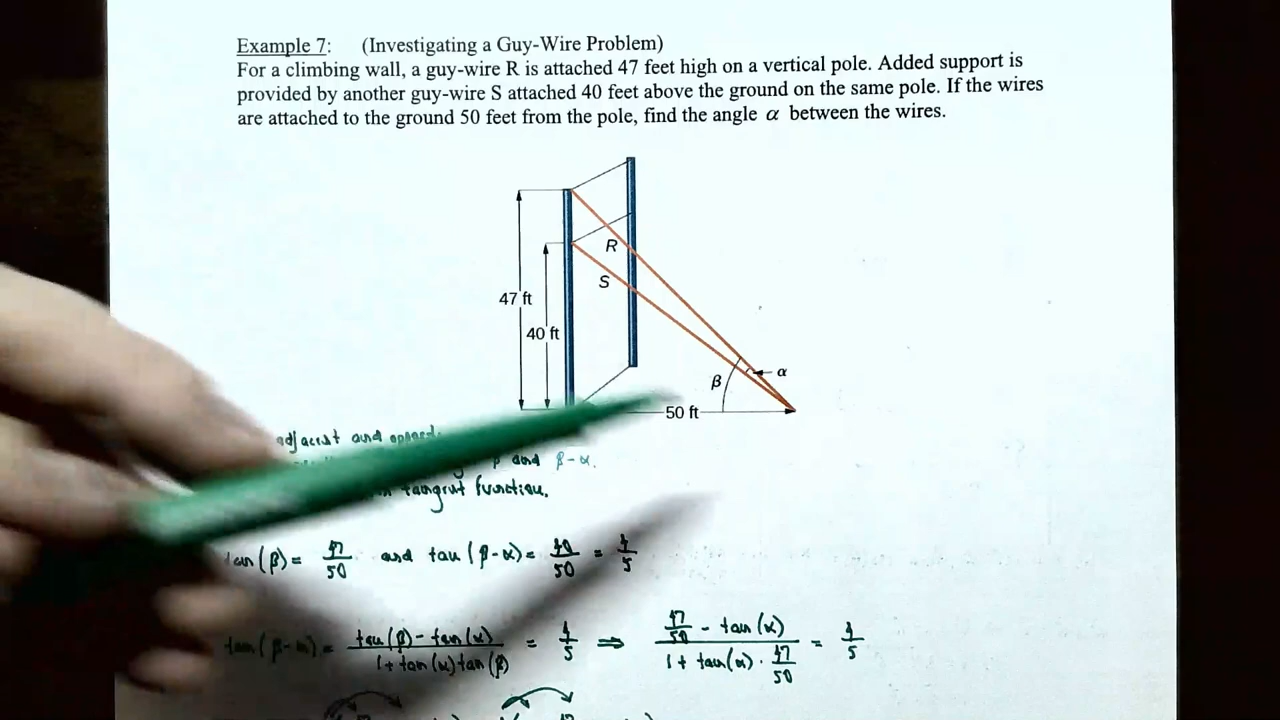 Example 7: (Investigating a Guy-Wire Problem)
For a climbing wall, a guy-wire R is attached 47 feet high on a vertical pole. Added support is
provided by another guy-wire S attached 40 feet above the ground on the same pole. If the wires
are attached to the ground 50 feet from the pole, find the angle α between the wires.
R
S
47 ft
40 ft
β
α
50 ft
and
β and β-α.
function.
tan(β) = 47/50 and tan(β-α) = 40/50 = 4/5
tan(β-α) = (tan(β) - tan(α))/(1 + tan(α)tan(β)) = 4/5 ⇒ (47/50 - tan(α))/(1 + tan(α) · 47/50) = 4/5